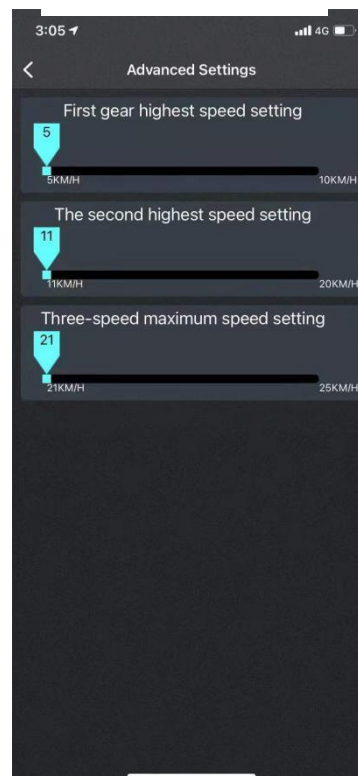 3:05
4G
Advanced Settings
First gear highest speed setting
5
5KM/H 10KM/H
The second highest speed setting
11
11KM/H 20KM/H
Three-speed maximum speed setting
21
21KM/H 25KM/H